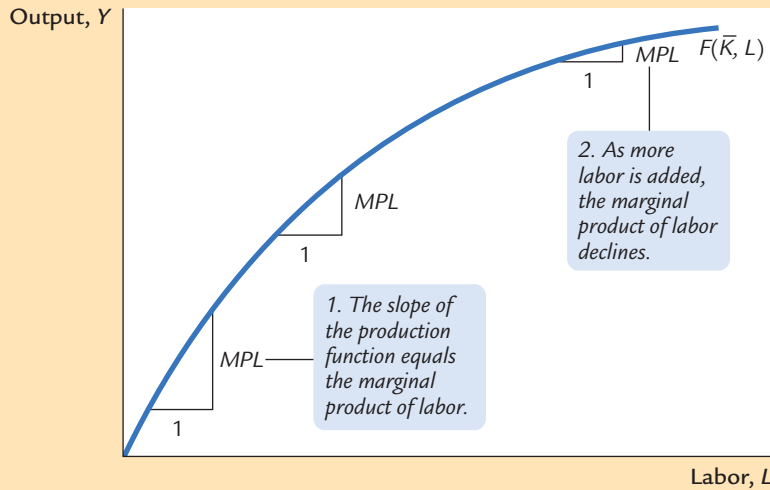 Output, Y
F(K̅, L)
MPL
1
2. As more
labor is added,
the marginal
product of labor
declines.
MPL
1
1. The slope of
the production
function equals
the marginal
product of labor.
MPL
1
Labor, L